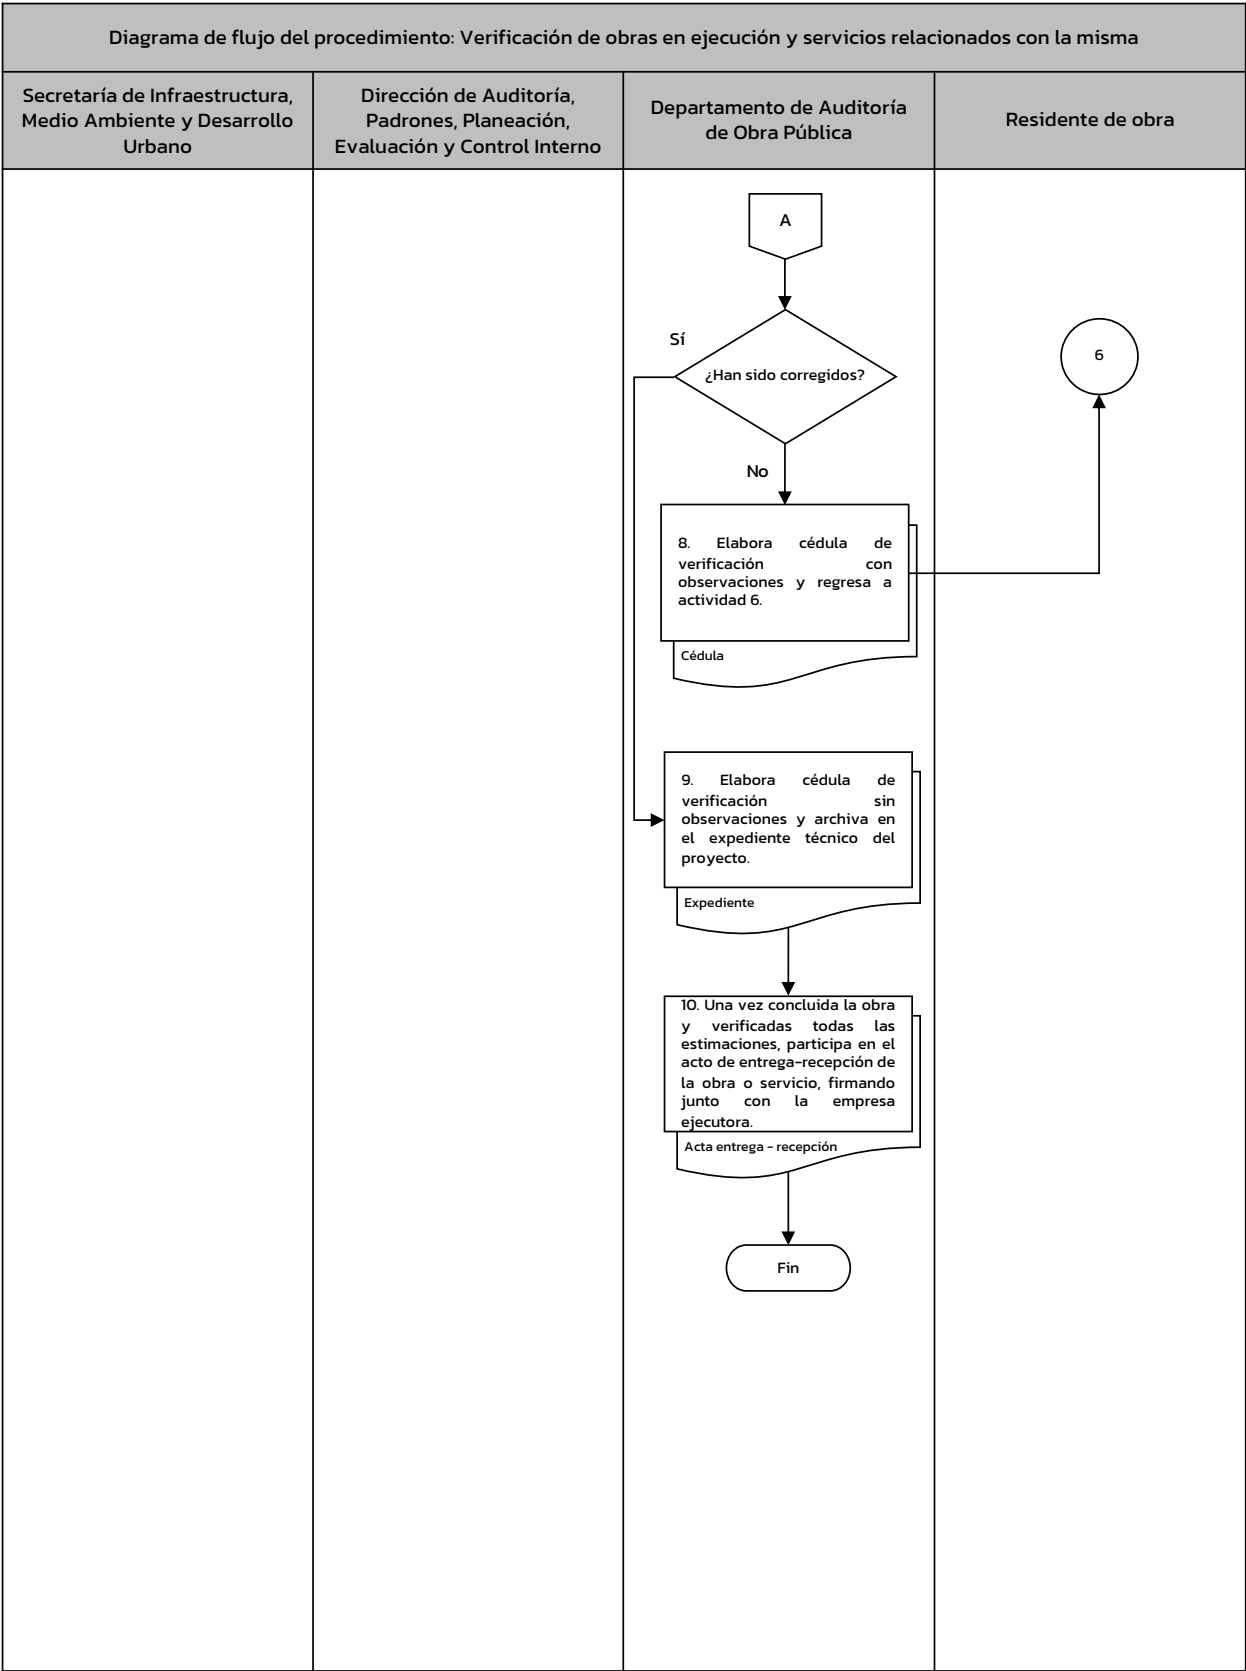 Diagrama de flujo del procedimiento: Verificación de obras en ejecución y servicios relacionados con la misma
Secretaría de Infraestructura,
Medio Ambiente y Desarrollo
Urbano
Dirección de Auditoría,
Padrones, Planeación,
Evaluación y Control Interno
Departamento de Auditoría
de Obra Pública
Residente de obra
A
Sí
¿Han sido corregidos?
6
No
8. Elabora cédula de
verificación con
observaciones y regresa a
actividad 6.
Cédula
9. Elabora cédula de
verificación sin
observaciones y archiva en
el expediente técnico del
proyecto.
Expediente
10. Una vez concluida la obra
y verificadas todas las
estimaciones, participa en el
acto de entrega-recepción de
la obra o servicio, firmando
junto con la empresa
ejecutora.
Acta entrega - recepción
Fin